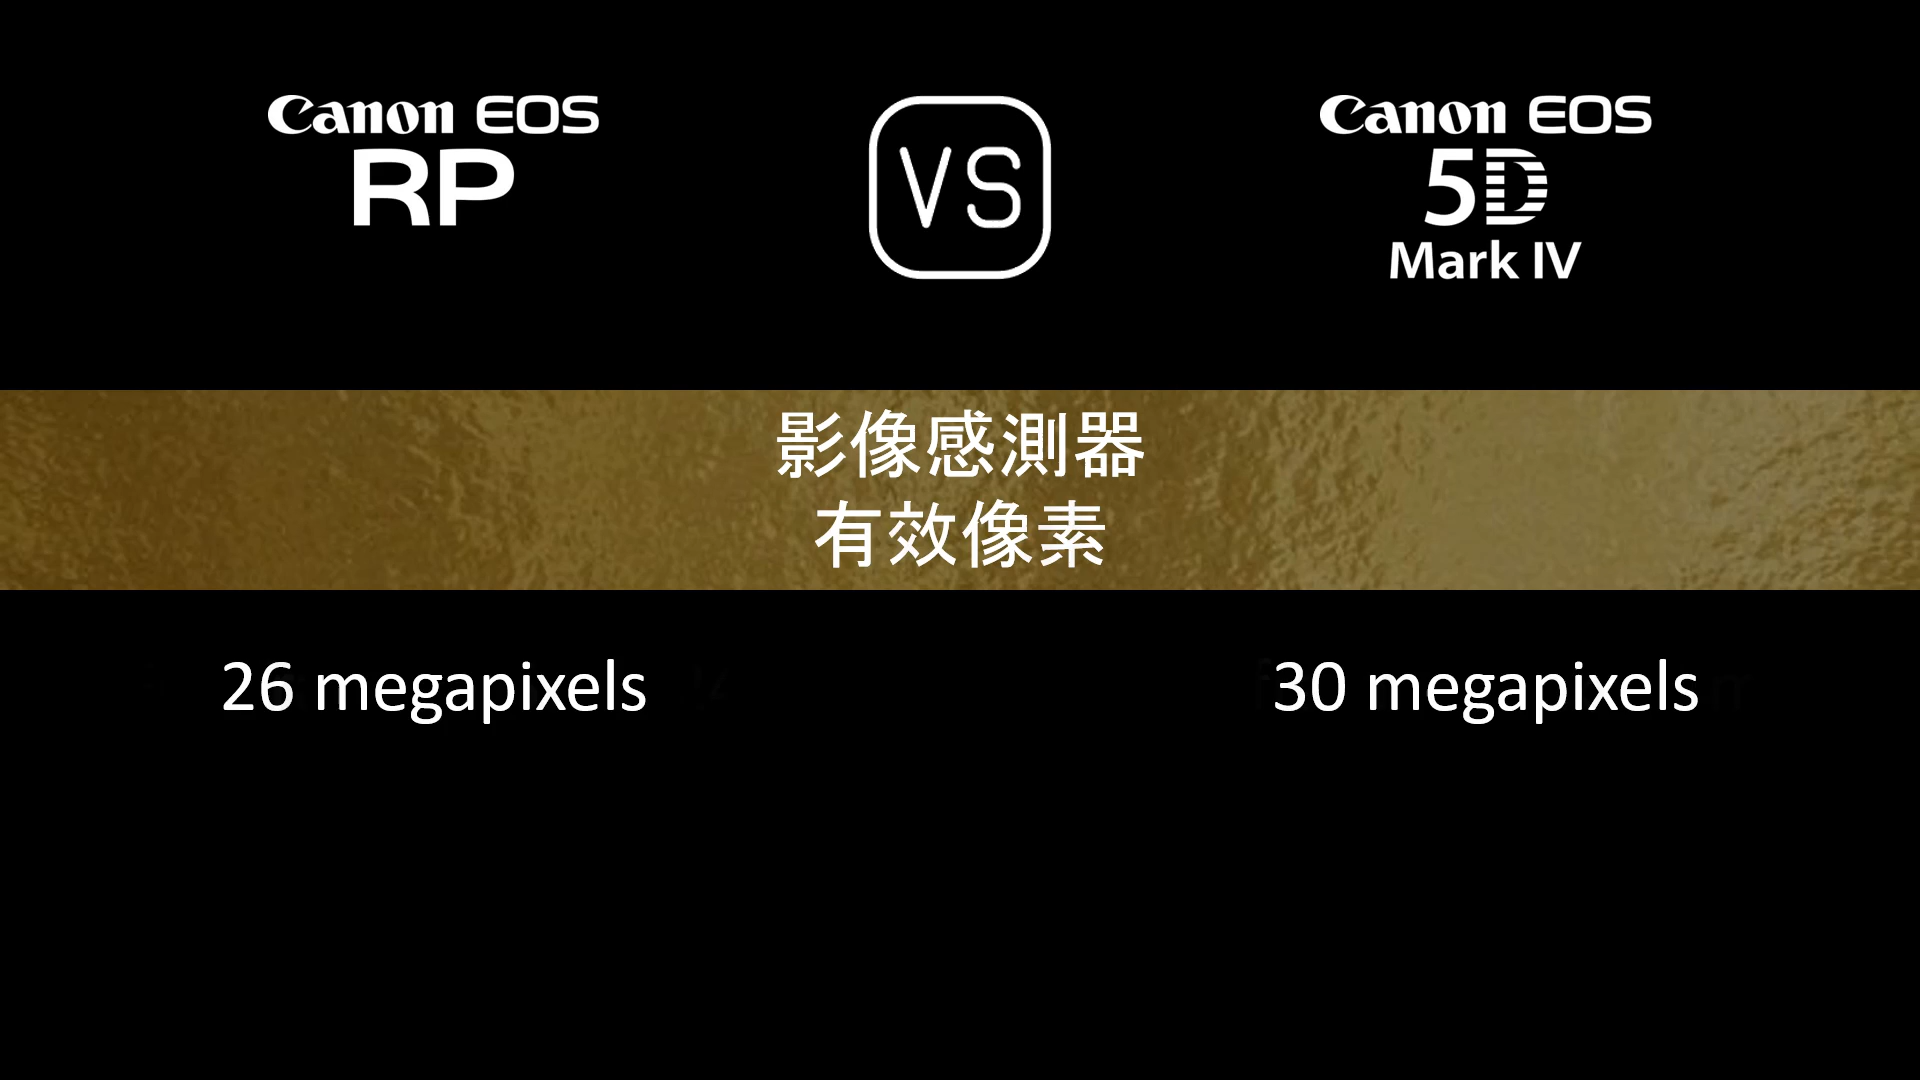 Canon EOS
RP
VS
Canon EOS
5D
Mark IV
影像感測器
有效像素
26 megapixels
30 megapixels